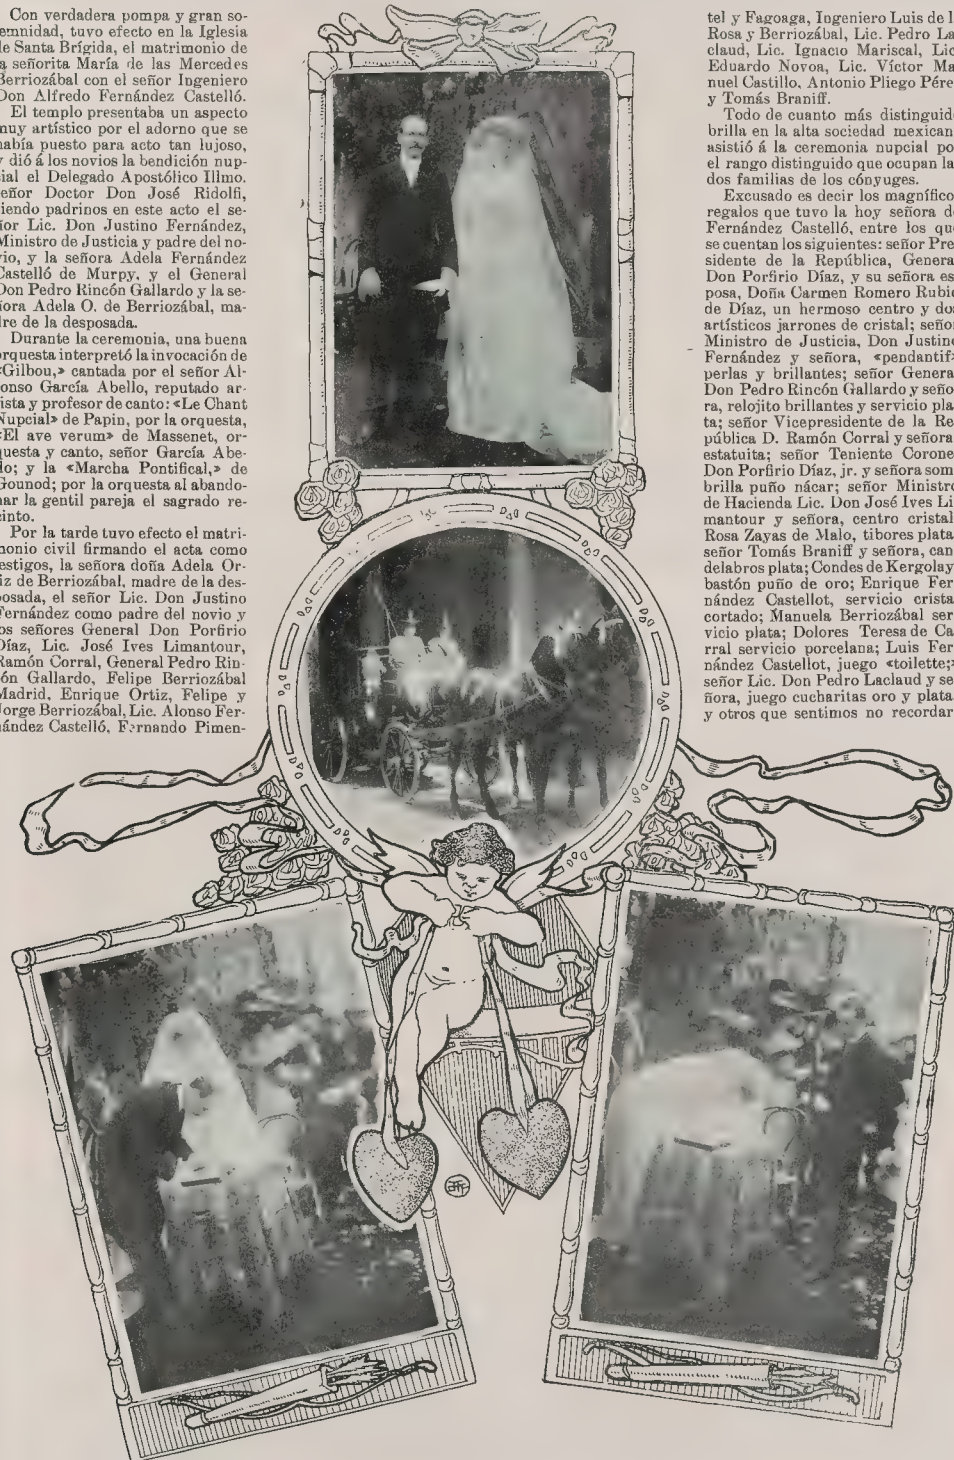 Con verdadera pompa y gran so-
emnidad, tuvo efecto en la Iglesia
de Santa Brígida, el matrimonio de
la señorita María de las Mercedes
Berriozábal con el señor Ingeniero
Don Alfredo Fernández Castelló.
El templo presentaba un aspecto
muy artístico por el adorno que se
había puesto para acto tan lujoso,
y dió á los novios la bendición nup-
cial el Delegado Apostólico Illmo.
señor Doctor Don José Ridolfi,
siendo padrinos en este acto el se-
ñor Lic. Don Justino Fernández,
Ministro de Justicia y padre del no-
vio, y la señora Adela Fernández
Castelló de Murpy, y el General
Don Pedro Rincón Gallardo y la se-
ñora Adela O. de Berriozábal, ma-
dre de la desposada.
Durante la ceremonia, una buena
orquesta interpretó la invocación de
«Gilbou,» cantada por el señor Al-
fonso García Abello, reputado ar-
tista y profesor de canto: «Le Chant
Nupcial» de Papin, por la orquesta,
«El ave verum» de Massenet, or-
questa y canto, señor García Abe-
llo; y la «Marcha Pontifical,» de
Gounod; por la orquesta al abando-
nar la gentil pareja el sagrado re-
cinto.
Por la tarde tuvo efecto el matri-
monio civil firmando el acta como
testigos, la señora doña Adela Or-
tiz de Berriozábal, madre de la des-
posada, el señor Lic. Don Justino
Fernández como padre del novio y
los señores General Don Porfirio
Díaz, Lic. José Ives Limantour,
Ramón Corral, General Pedro Rin-
cón Gallardo, Felipe Berriozábal
Madrid, Enrique Ortiz, Felipe y
Jorge Berriozábal, Lic. Alonso Fer-
nández Castelló, Fernando Pimen-
tel y Fagoaga, Ingeniero Luis de l
Rosa y Berriozábal, Lic. Pedro La
claud, Lic. Ignacio Mariscal, Lic
Eduardo Novoa, Lic. Víctor Ma
nuel Castillo, Antonio Pliego Pére
y Tomás Braniff.
Todo de cuanto más distinguid
brilla en la alta sociedad mexican
asistió á la ceremonia nupcial po
el rango distinguido que ocupan la
dos familias de los cónyuges.
Excusado es decir los magnífico
regalos que tuvo la hoy señora d
Fernández Castelló, entre los qu
se cuentan los siguientes: señor Pre
sidente de la República, Genera
Don Porfirio Díaz, y su señora es
posa, Doña Carmen Romero Rubi
de Díaz, un hermoso centro y do
artísticos jarrones de cristal; seño
Ministro de Justicia, Don Justin
Fernández y señora, «pendantif»
perlas y brillantes; señor Genera
Don Pedro Rincón Gallardo y seño
ra, relojito brillantes y servicio pla
ta; señor Vicepresidente de la Re
pública D. Ramón Corral y señora
estatuita; señor Teniente Corone
Don Porfirio Díaz, jr. y señora som
brilla puño nácar; señor Ministr
de Hacienda Lic. Don José Ives Li
mantour y señora, centro cristal
Rosa Zayas de Malo, tibores plata
señor Tomás Braniff y señora, can
delabros plata; Condes de Kergolay
bastón puño de oro; Enrique Fer
nández Castellot, servicio crista
cortado; Manuela Berriozábal ser
vicio plata; Dolores Teresa de Ca
rral servicio porcelana; Luis Fer
nández Castellot, juego «toilette;»
señor Lic. Don Pedro Laclaud y se
ñora, juego cucharitas oro y plata
y otros que sentimos no recordar